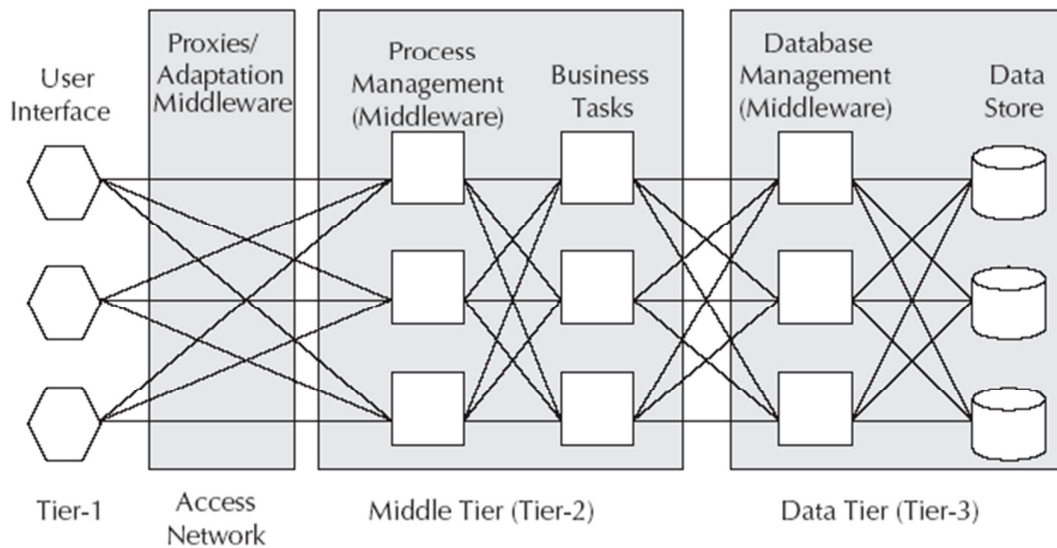 User
Interface
Proxies/
Adaptation
Middleware
Process
Management
(Middleware)
Business
Tasks
Database
Management
(Middleware)
Data
Store
Tier-1
Access
Network
Middle Tier (Tier-2)
Data Tier (Tier-3)